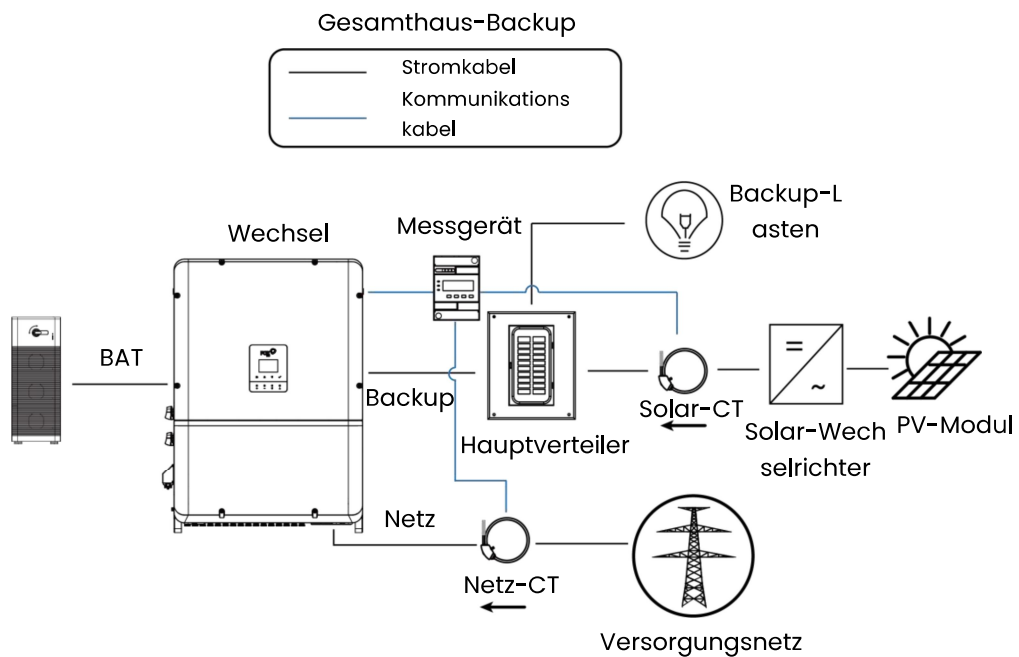 Gesamthaus-Backup
Stromkabel
Kommunikations
kabel
Backup-L
asten
Messgerät
Wechsel
BAT
Backup
Solar-CT
Hauptverteiler
Solar-Wech
selrichter
PV-Modul
Netz
Netz-CT
Versorgungsnetz